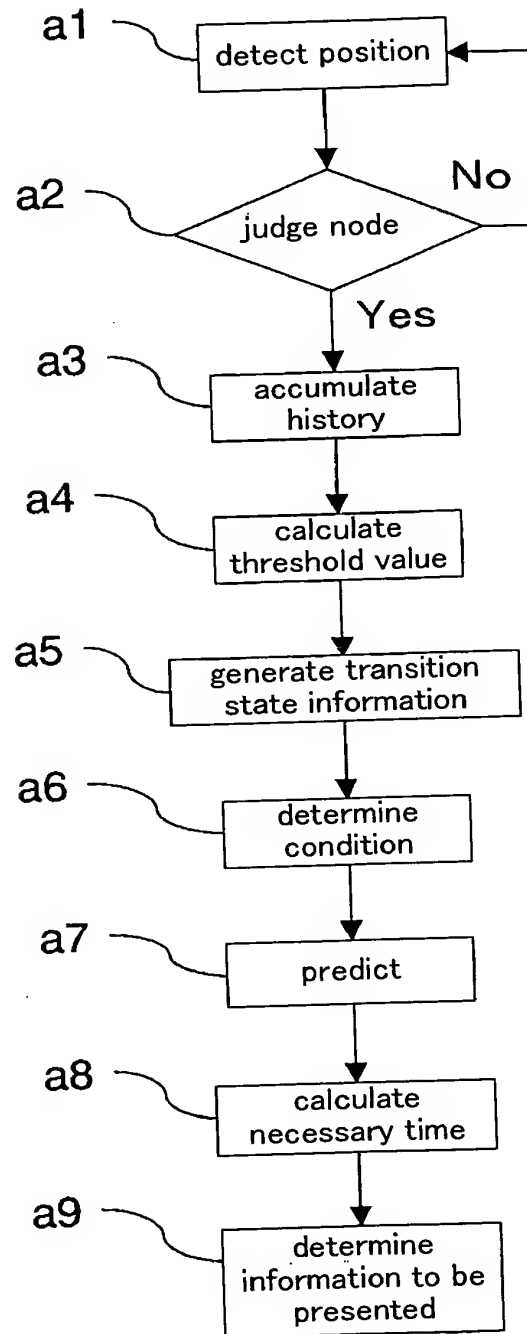 a1
detect position
No
a2
judge node
Yes
a3
accumulate
history
a4
calculate
threshold value
a5
generate transition
state information
a6
determine
condition
a7
predict
a8
calculate
necessary time
a9
determine
information to be
presented